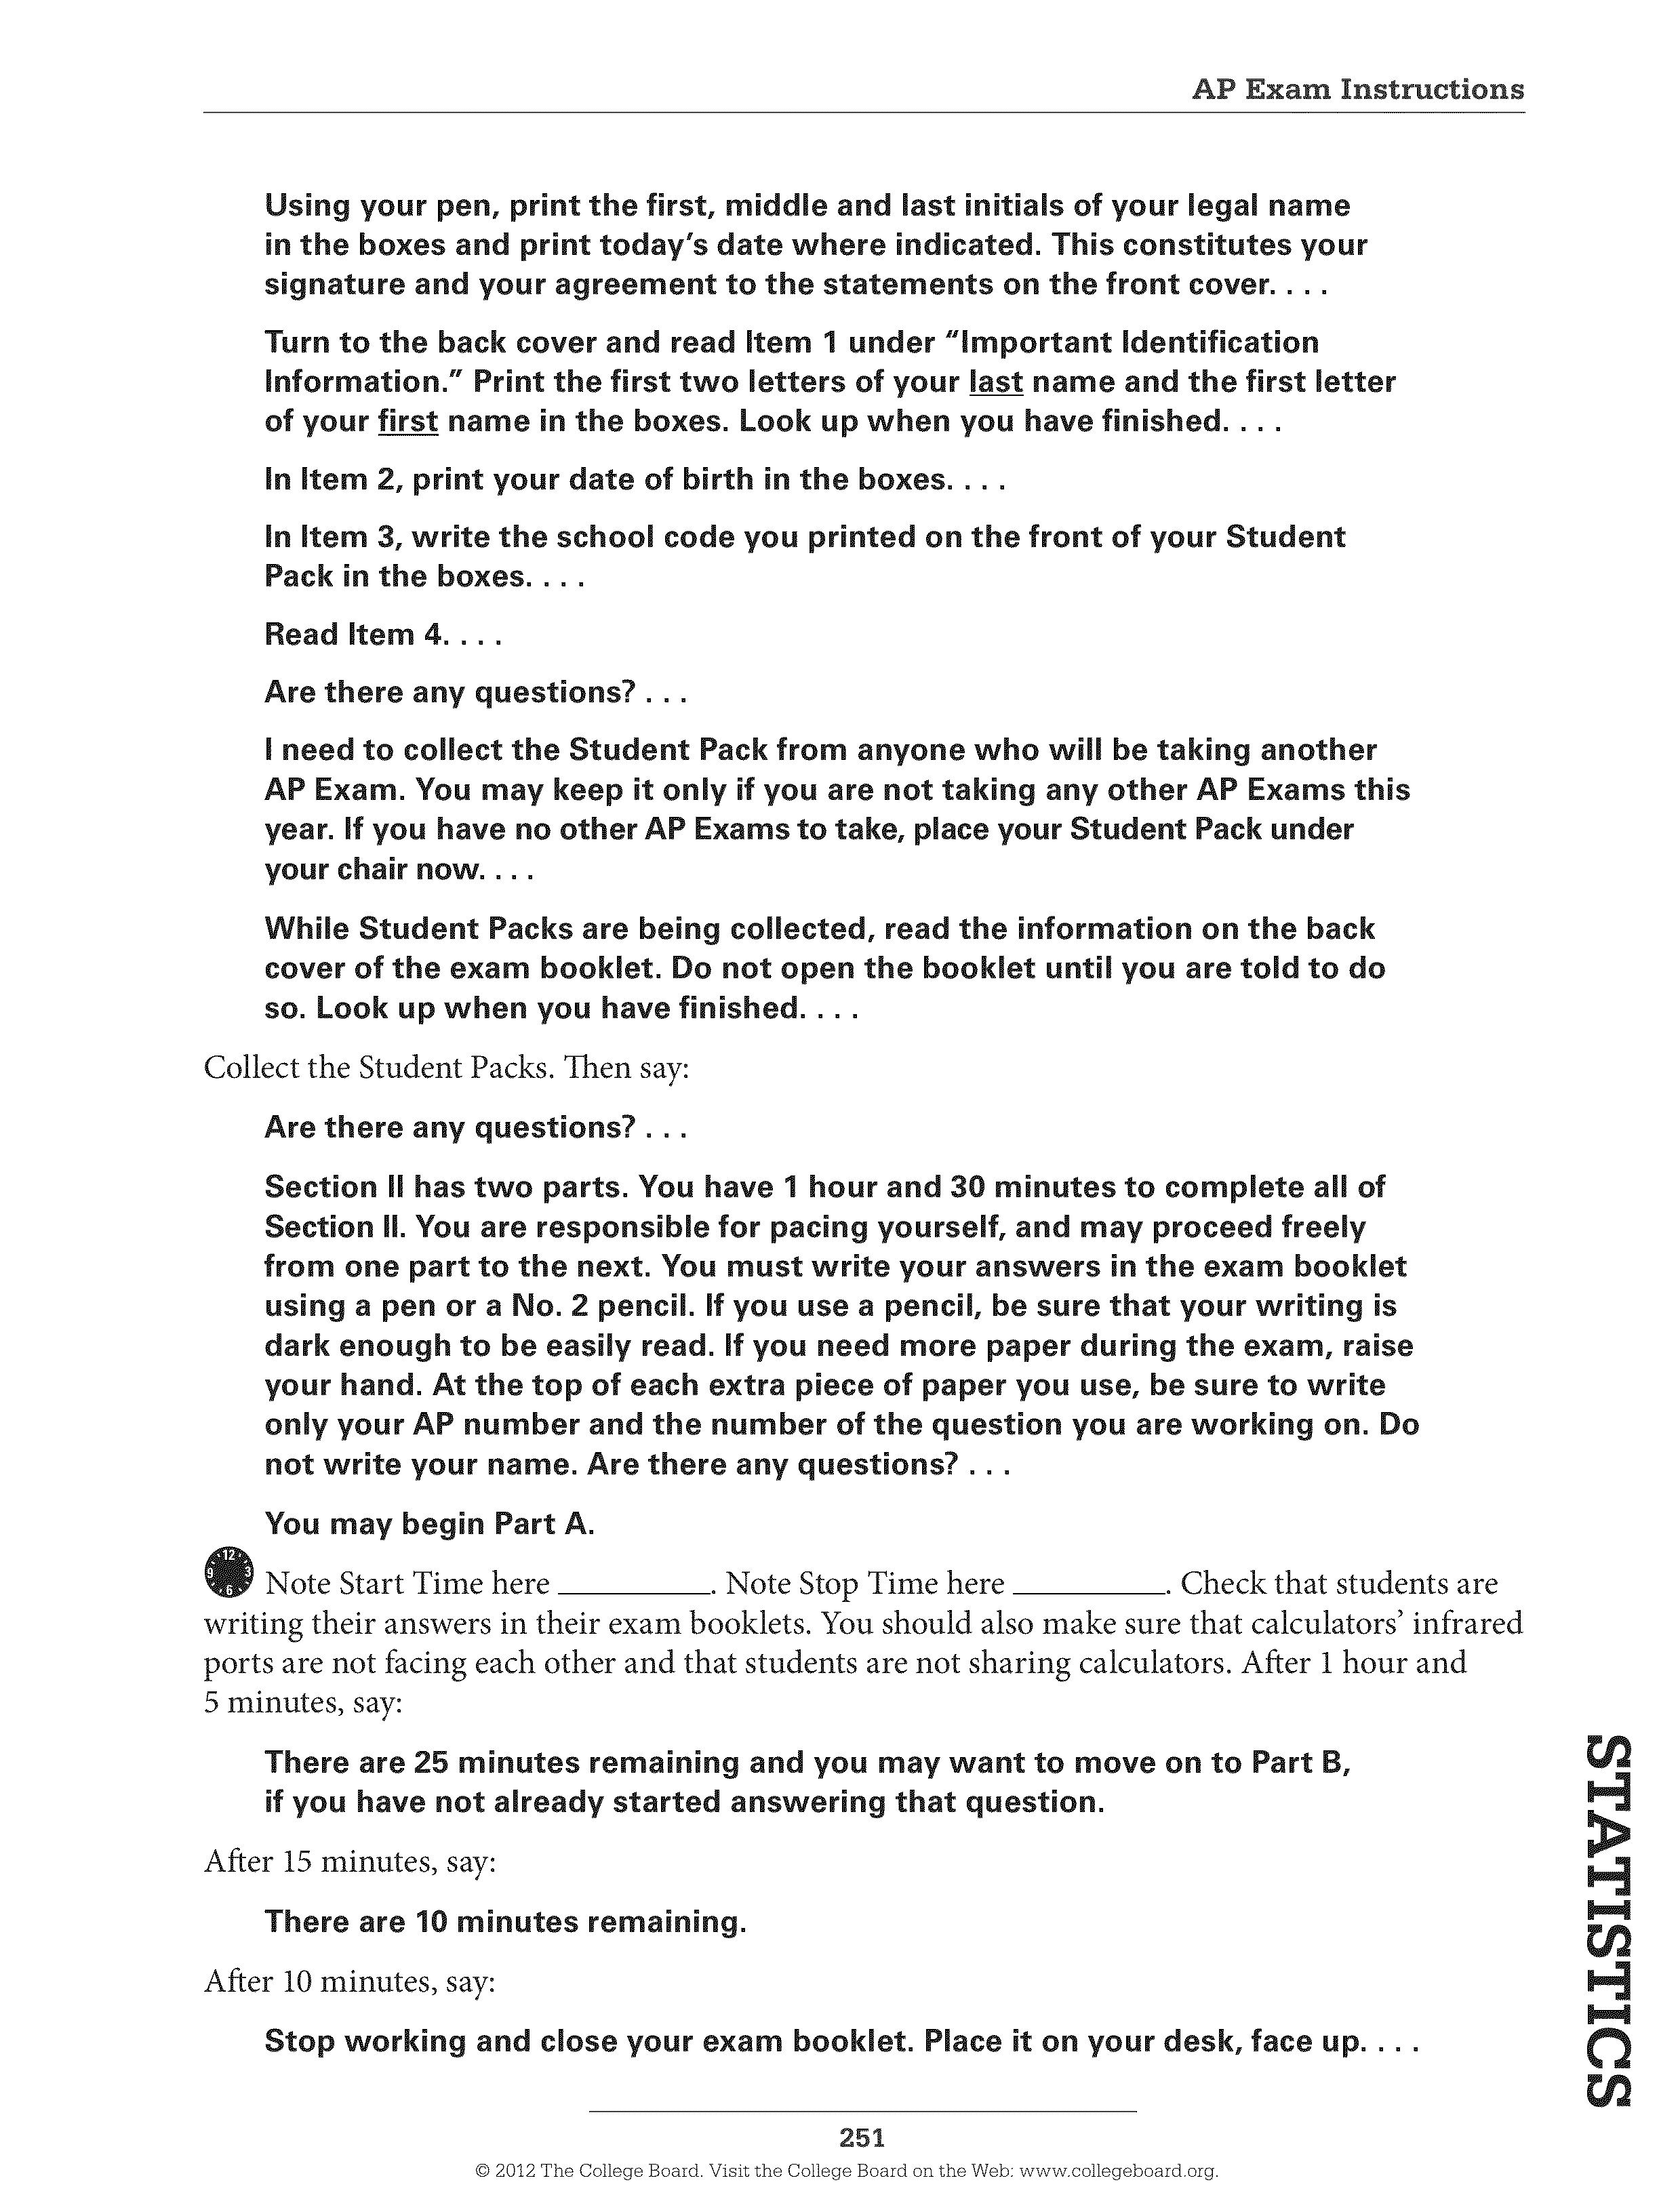 AP Exam Instructions
Using your pen, print the first, middle and last initials of your legal name
in the boxes and print today's date where indicated. This constitutes your
signature and your agreement to the statements on the front cover. . . .
Turn to the back cover and read Item 1 under "Important Identification
Information." Print the first two letters of your last name and the first letter
of your first name in the boxes. Look up when you have finished. . . .
In Item 2, print your date of birth in the boxes. . . .
In Item 3, write the school code you printed on the front of your Student
Pack in the boxes. . . .
Read Item 4. . . .
Are there any questions? . . .
I need to collect the Student Pack from anyone who will be taking another
AP Exam. You may keep it only if you are not taking any other AP Exams this
year. If you have no other AP Exams to take, place your Student Pack under
your chair now. . . .
While Student Packs are being collected, read the information on the back
cover of the exam booklet. Do not open the booklet until you are told to do
so. Look up when you have finished. . . .
Collect the Student Packs. Then say:
Are there any questions? . . .
Section II has two parts. You have 1 hour and 30 minutes to complete all of
Section II. You are responsible for pacing yourself, and may proceed freely
from one part to the next. You must write your answers in the exam booklet
using a pen or a No. 2 pencil. If you use a pencil, be sure that your writing is
dark enough to be easily read. If you need more paper during the exam, raise
your hand. At the top of each extra piece of paper you use, be sure to write
only your AP number and the number of the question you are working on. Do
not write your name. Are there any questions? . . .
You may begin Part A.
12 3 6 9
Note Start Time here __________. Note Stop Time here __________. Check that students are
writing their answers in their exam booklets. You should also make sure that calculators' infrared
ports are not facing each other and that students are not sharing calculators. After 1 hour and
5 minutes, say:
There are 25 minutes remaining and you may want to move on to Part B,
if you have not already started answering that question.
After 15 minutes, say:
There are 10 minutes remaining.
After 10 minutes, say:
Stop working and close your exam booklet. Place it on your desk, face up. . . .
STATISTICS
251
© 2012 The College Board. Visit the College Board on the Web: www.collegeboard.org.